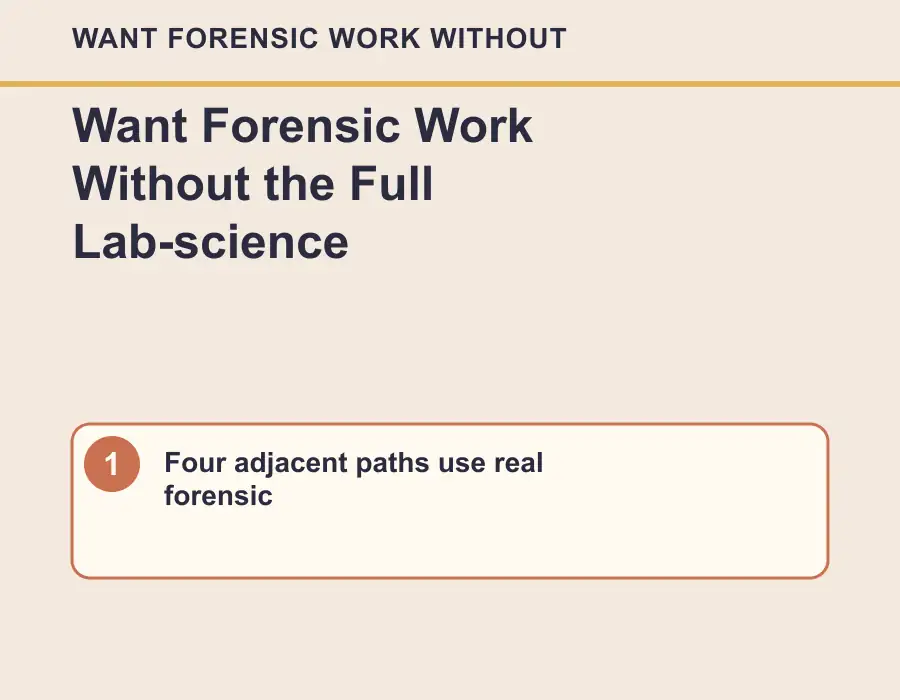 WANT FORENSIC WORK WITHOUT
Want Forensic Work
Without the Full
Lab-science
1
Four adjacent paths use real
forensic